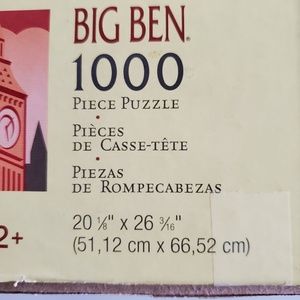 BIG BEN®
1000
PIECE PUZZLE
•
PIÈCES
DE CASSE-TÊTE
•
PIEZAS
DE ROMPECABEZAS
2+
20 ⅛" x 26 3⁄16"
(51,12 cm x 66,52 cm)